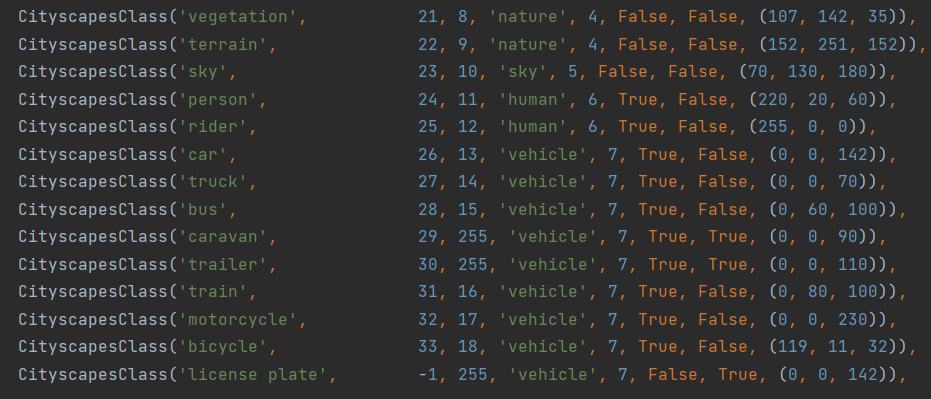 CityscapesClass('vegetation',           21, 8, 'nature', 4, False, False, (107, 142, 35)),
CityscapesClass('terrain',              22, 9, 'nature', 4, False, False, (152, 251, 152)),
CityscapesClass('sky',                  23, 10, 'sky', 5, False, False, (70, 130, 180)),
CityscapesClass('person',               24, 11, 'human', 6, True, False, (220, 20, 60)),
CityscapesClass('rider',                25, 12, 'human', 6, True, False, (255, 0, 0)),
CityscapesClass('car',                  26, 13, 'vehicle', 7, True, False, (0, 0, 142)),
CityscapesClass('truck',                27, 14, 'vehicle', 7, True, False, (0, 0, 70)),
CityscapesClass('bus',                  28, 15, 'vehicle', 7, True, False, (0, 60, 100)),
CityscapesClass('caravan',              29, 255, 'vehicle', 7, True, True, (0, 0, 90)),
CityscapesClass('trailer',              30, 255, 'vehicle', 7, True, True, (0, 0, 110)),
CityscapesClass('train',                31, 16, 'vehicle', 7, True, False, (0, 80, 100)),
CityscapesClass('motorcycle',           32, 17, 'vehicle', 7, True, False, (0, 0, 230)),
CityscapesClass('bicycle',              33, 18, 'vehicle', 7, True, False, (119, 11, 32)),
CityscapesClass('license plate',        -1, 255, 'vehicle', 7, False, True, (0, 0, 142)),